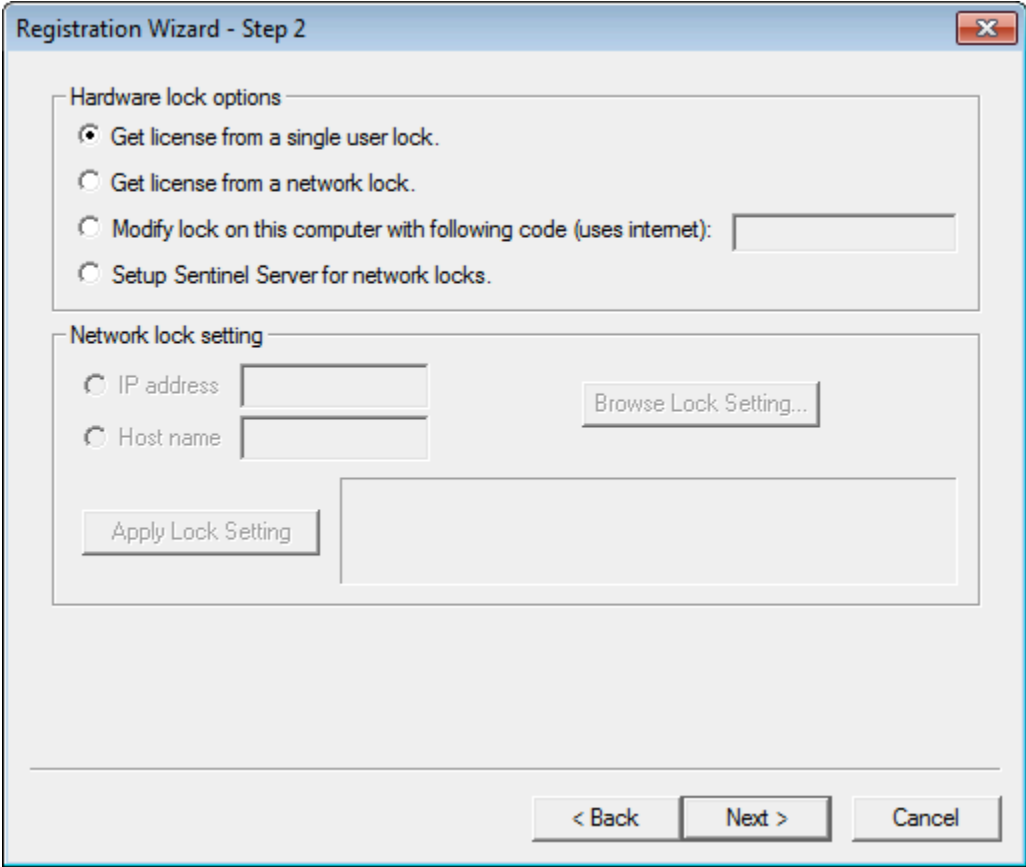 Registration Wizard - Step 2
Hardware lock options
Get license from a single user lock.
Get license from a network lock.
Modify lock on this computer with following code (uses internet):
Setup Sentinel Server for network locks.
Network lock setting
IP address
Browse Lock Setting...
Host name
Apply Lock Setting
< Back
Next >
Cancel